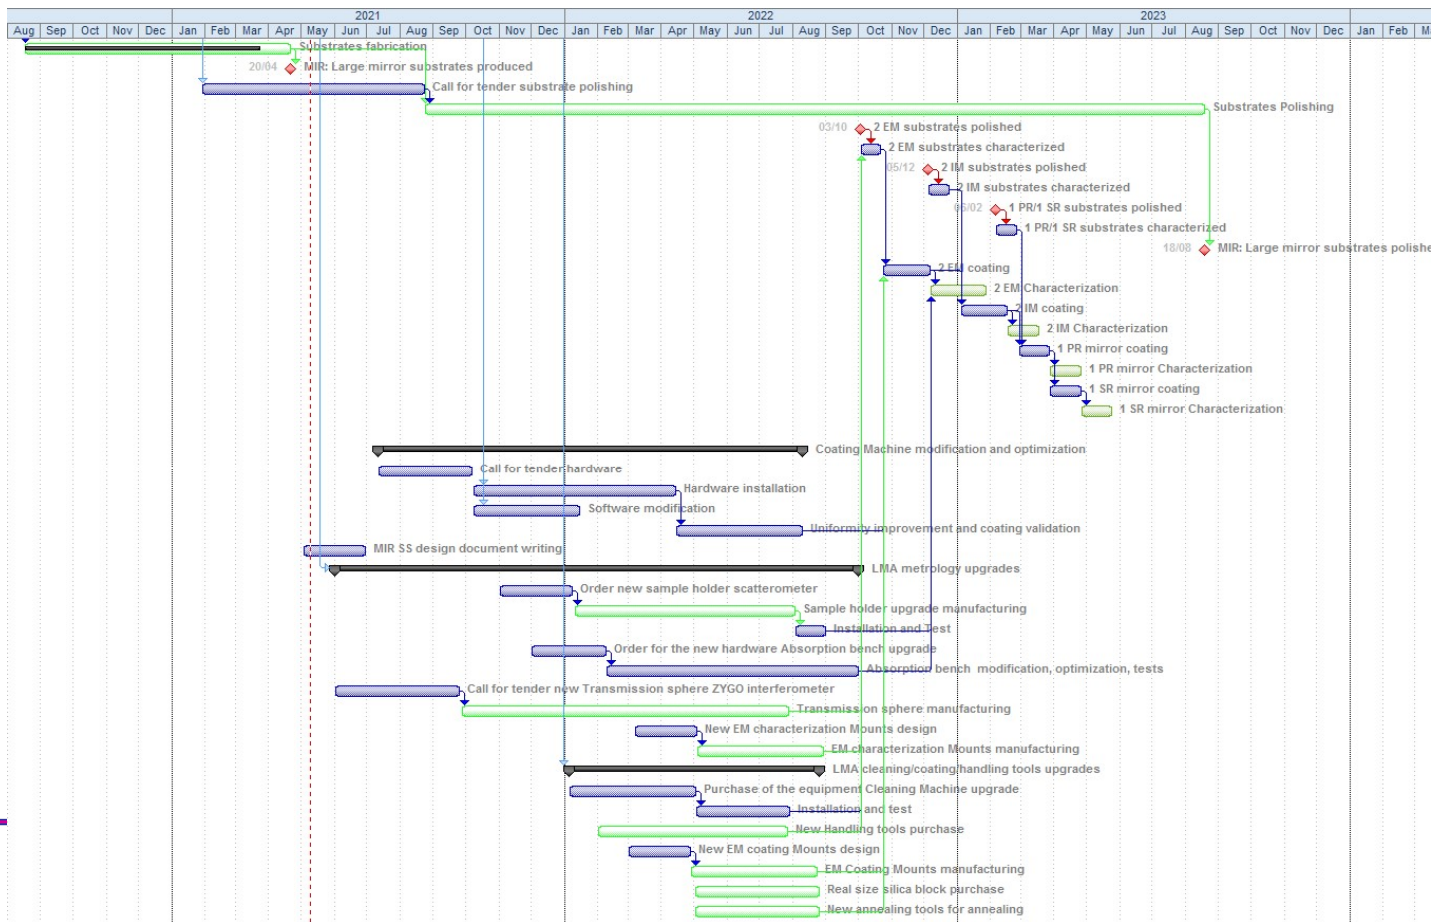 2021 2022 2023
Aug Sep Oct Nov Dec Jan Feb Mar Apr May Jun Jul Aug Sep Oct Nov Dec Jan Feb Mar Apr May Jun Jul Aug Sep Oct Nov Dec Jan Feb Mar Apr May Jun Jul Aug Sep Oct Nov Dec Jan Feb
Substrates fabrication
20/04 MIR: Large mirror substrates produced
Call for tender substrate polishing
Substrates Polishing
03/10 2 EM substrates polished
2 EM substrates characterized
05/12 2 IM substrates polished
2 IM substrates characterized
06/02 1 PR/1 SR substrates polished
1 PR/1 SR substrates characterized
18/08 MIR: Large mirror substrates polishe
2 EM coating
2 EM Characterization
2 IM coating
2 IM Characterization
1 PR mirror coating
1 PR mirror Characterization
1 SR mirror coating
1 SR mirror Characterization
Coating Machine modification and optimization
Call for tender hardware
Hardware installation
Software modification
Uniformity improvement and coating validation
MIR SS design document writing
LMA metrology upgrades
Order new sample holder scatterometer
Sample holder upgrade manufacturing
Installation and Test
Order for the new hardware Absorption bench upgrade
Absorption bench modification, optimization, tests
Call for tender new Transmission sphere ZYGO interferometer
Transmission sphere manufacturing
New EM characterization Mounts design
EM characterization Mounts manufacturing
LMA cleaning/coating/handling tools upgrades
Purchase of the equipment Cleaning Machine upgrade
Installation and test
New Handling tools purchase
New EM coating Mounts design
EM Coating Mounts manufacturing
Real size silica block purchase
New annealing tools for annealing